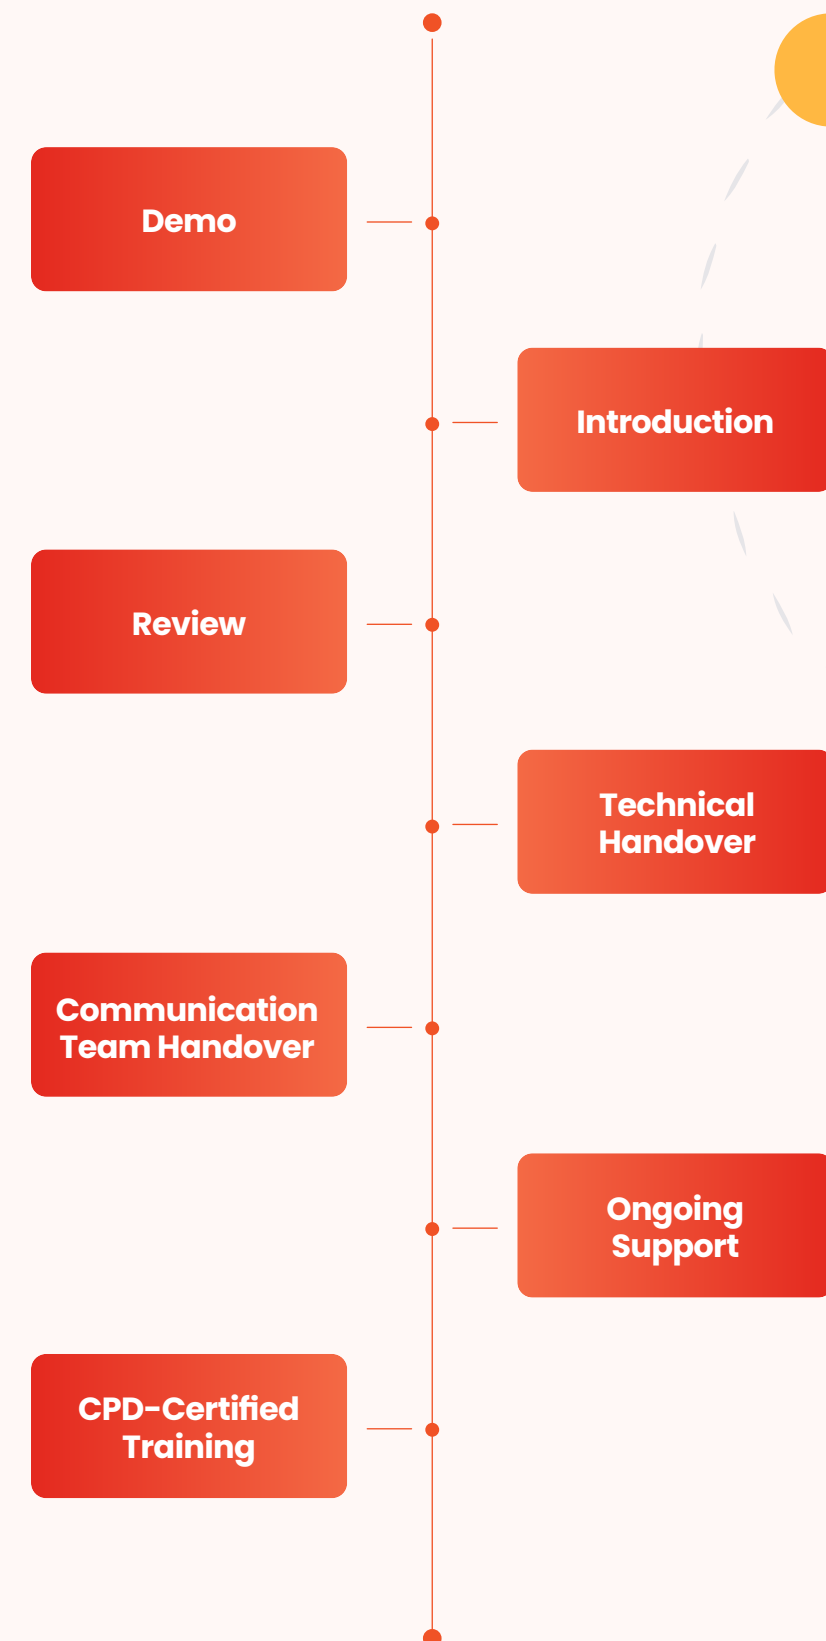 Demo
Introduction
Review
Technical
Handover
Communication
Team Handover
Ongoing
Support
CPD-Certified
Training